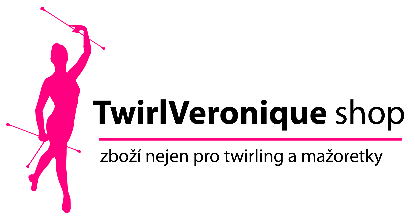 TwirlVeronique shop
zboží nejen pro twirling a mažoretky